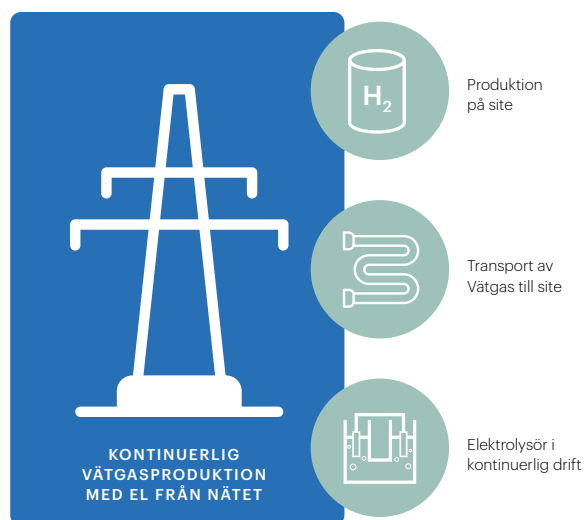 H2
Produktion
på site
Transport av
Vätgas till site
Elektrolysör i
kontinuerlig drift
KONTINUERLIG
VÄTGASPRODUKTION
MED EL FRÅN NÄTET